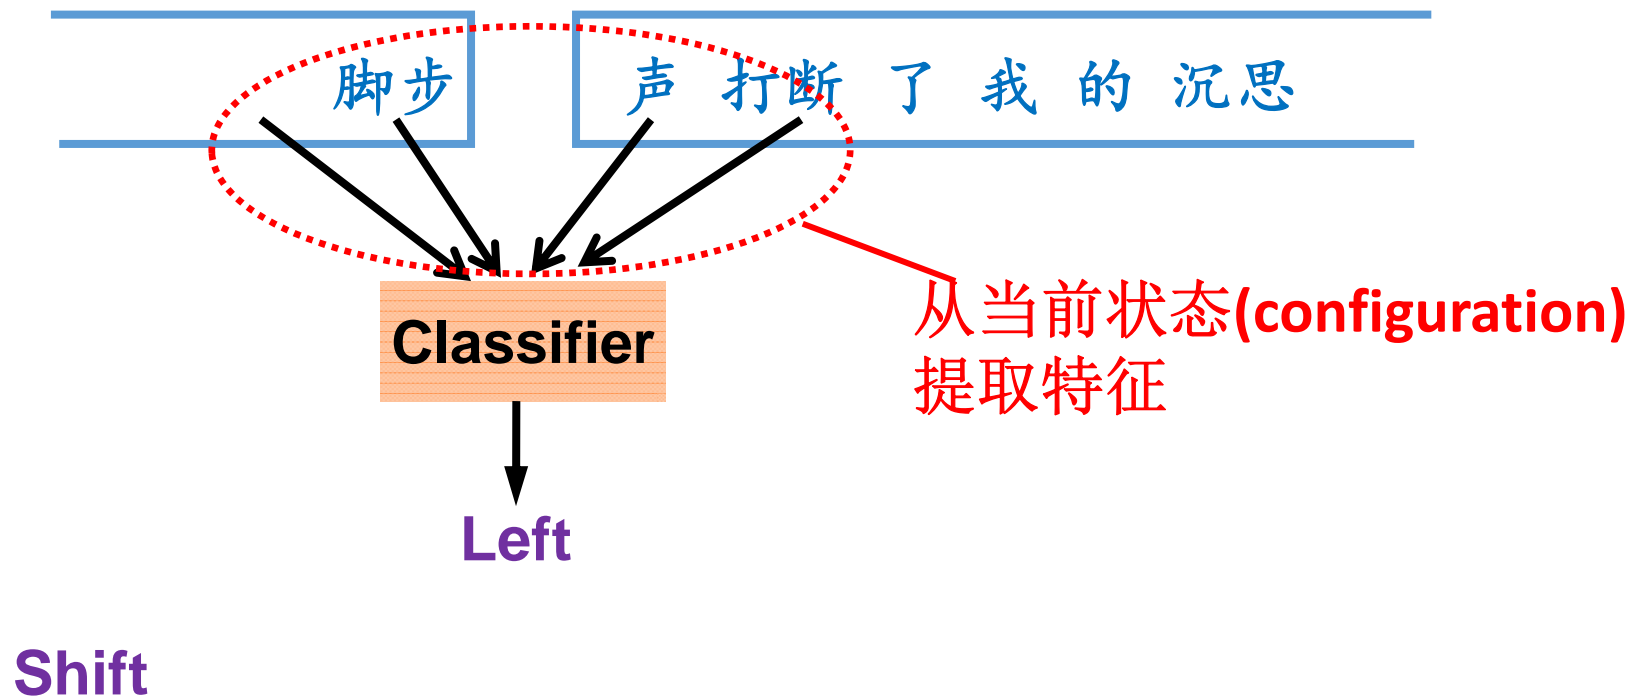 脚步 声 打断 了 我 的 沉思
Classifier
从当前状态(configuration)
提取特征
Left
Shift